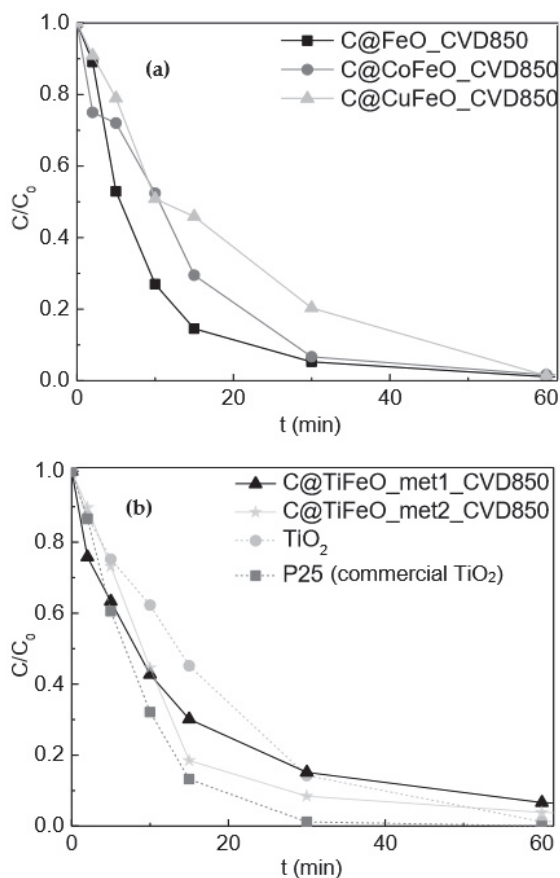 1.0
(a)
C@FeO_CVD850
C@CoFeO_CVD850
C@CuFeO_CVD850
0.8
0.6
C/C₀
0.4
0.2
0.0
0 20 40 60
t (min)
1.0
(b)
C@TiFeO_met1_CVD850
C@TiFeO_met2_CVD850
TiO₂
P25 (commercial TiO₂)
0.8
0.6
C/C₀
0.4
0.2
0.0
0 20 40 60
t (min)